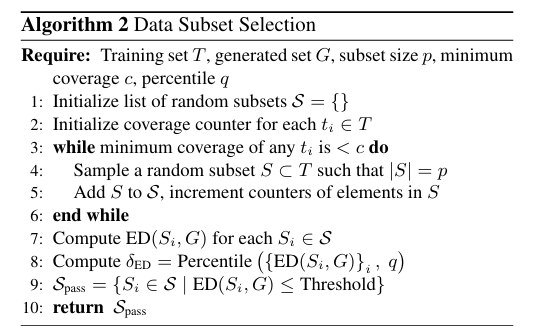 Algorithm 2 Data Subset Selection
Require: Training set T, generated set G, subset size p, minimum
coverage c, percentile q
1: Initialize list of random subsets 𝒮 = {}
2: Initialize coverage counter for each tᵢ ∈ T
3: while minimum coverage of any tᵢ is < c do
4: Sample a random subset S ⊂ T such that |S| = p
5: Add S to 𝒮, increment counters of elements in S
6: end while
7: Compute ED(Sᵢ, G) for each Sᵢ ∈ 𝒮
8: Compute δ_ED = Percentile ({ED(Sᵢ, G)}ᵢ , q)
9: 𝒮_pass = {Sᵢ ∈ 𝒮 | ED(Sᵢ, G) ≤ Threshold}
10: return 𝒮_pass